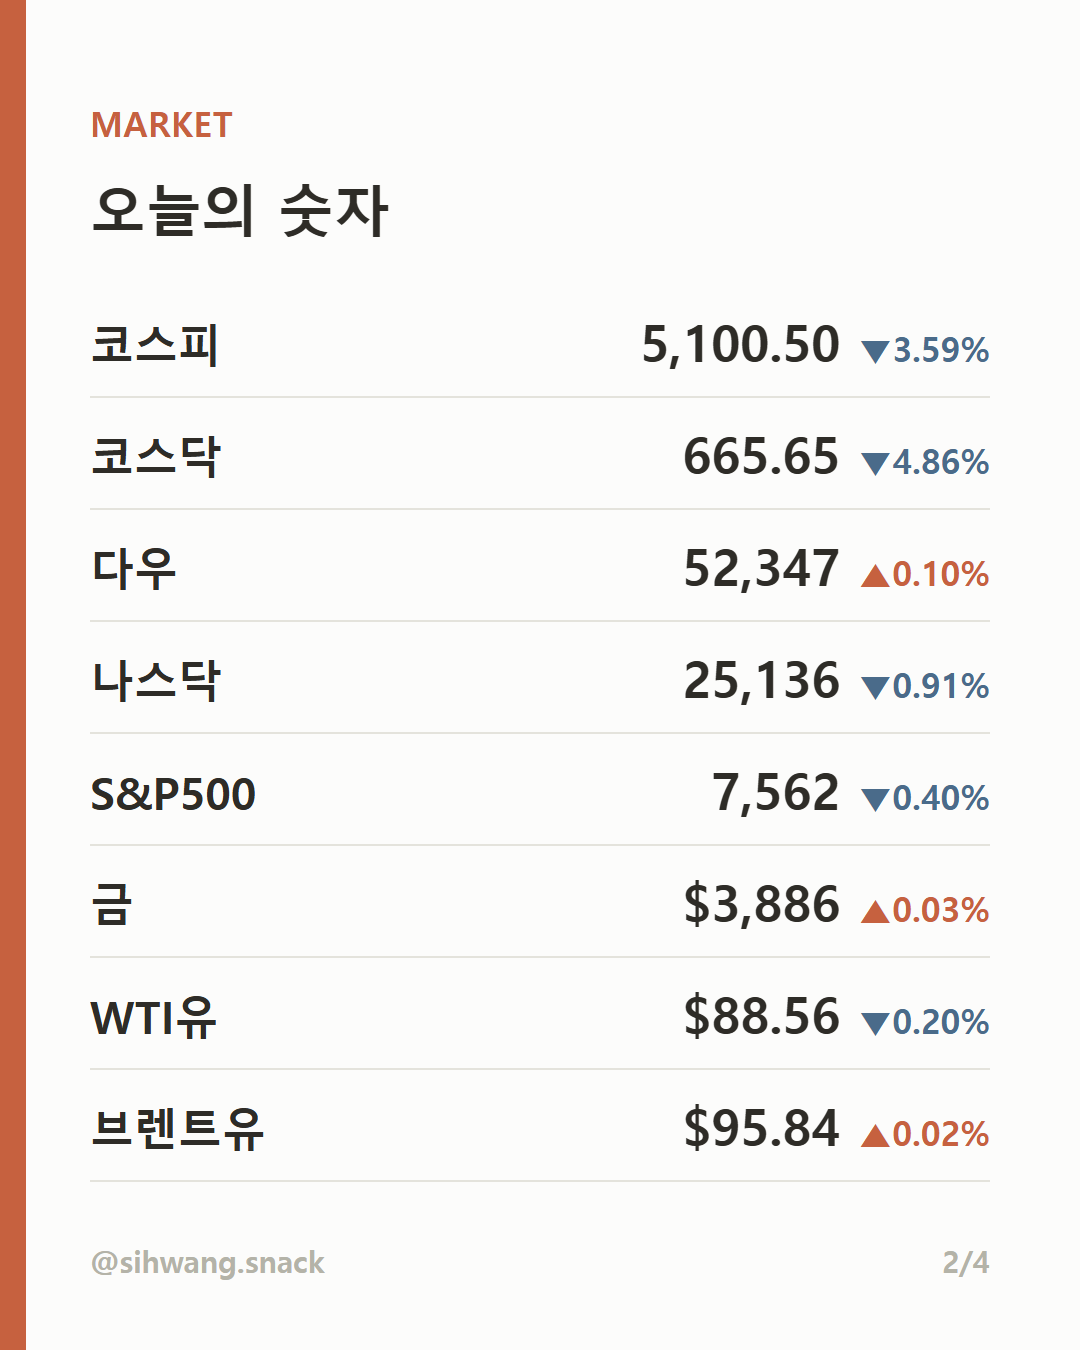 MARKET
오늘의 숫자
코스피 5,100.50 ▼3.59%
코스닥 665.65 ▼4.86%
다우 52,347 ▲0.10%
나스닥 25,136 ▼0.91%
S&P500 7,562 ▼0.40%
금 $3,886 ▲0.03%
WTI유 $88.56 ▼0.20%
브렌트유 $95.84 ▲0.02%
@sihwang.snack 2/4